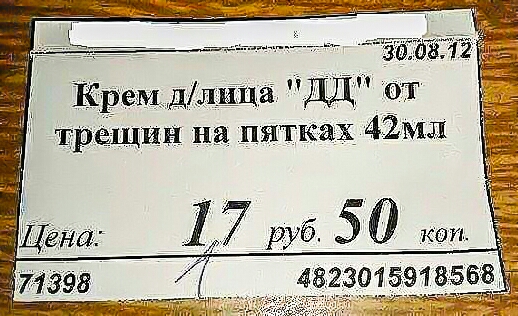 30.08.12
Крем д/лица "ДД" от
трещин на пятках 42мл
Цена: 17 руб. 50 коп.
71398 4823015918568